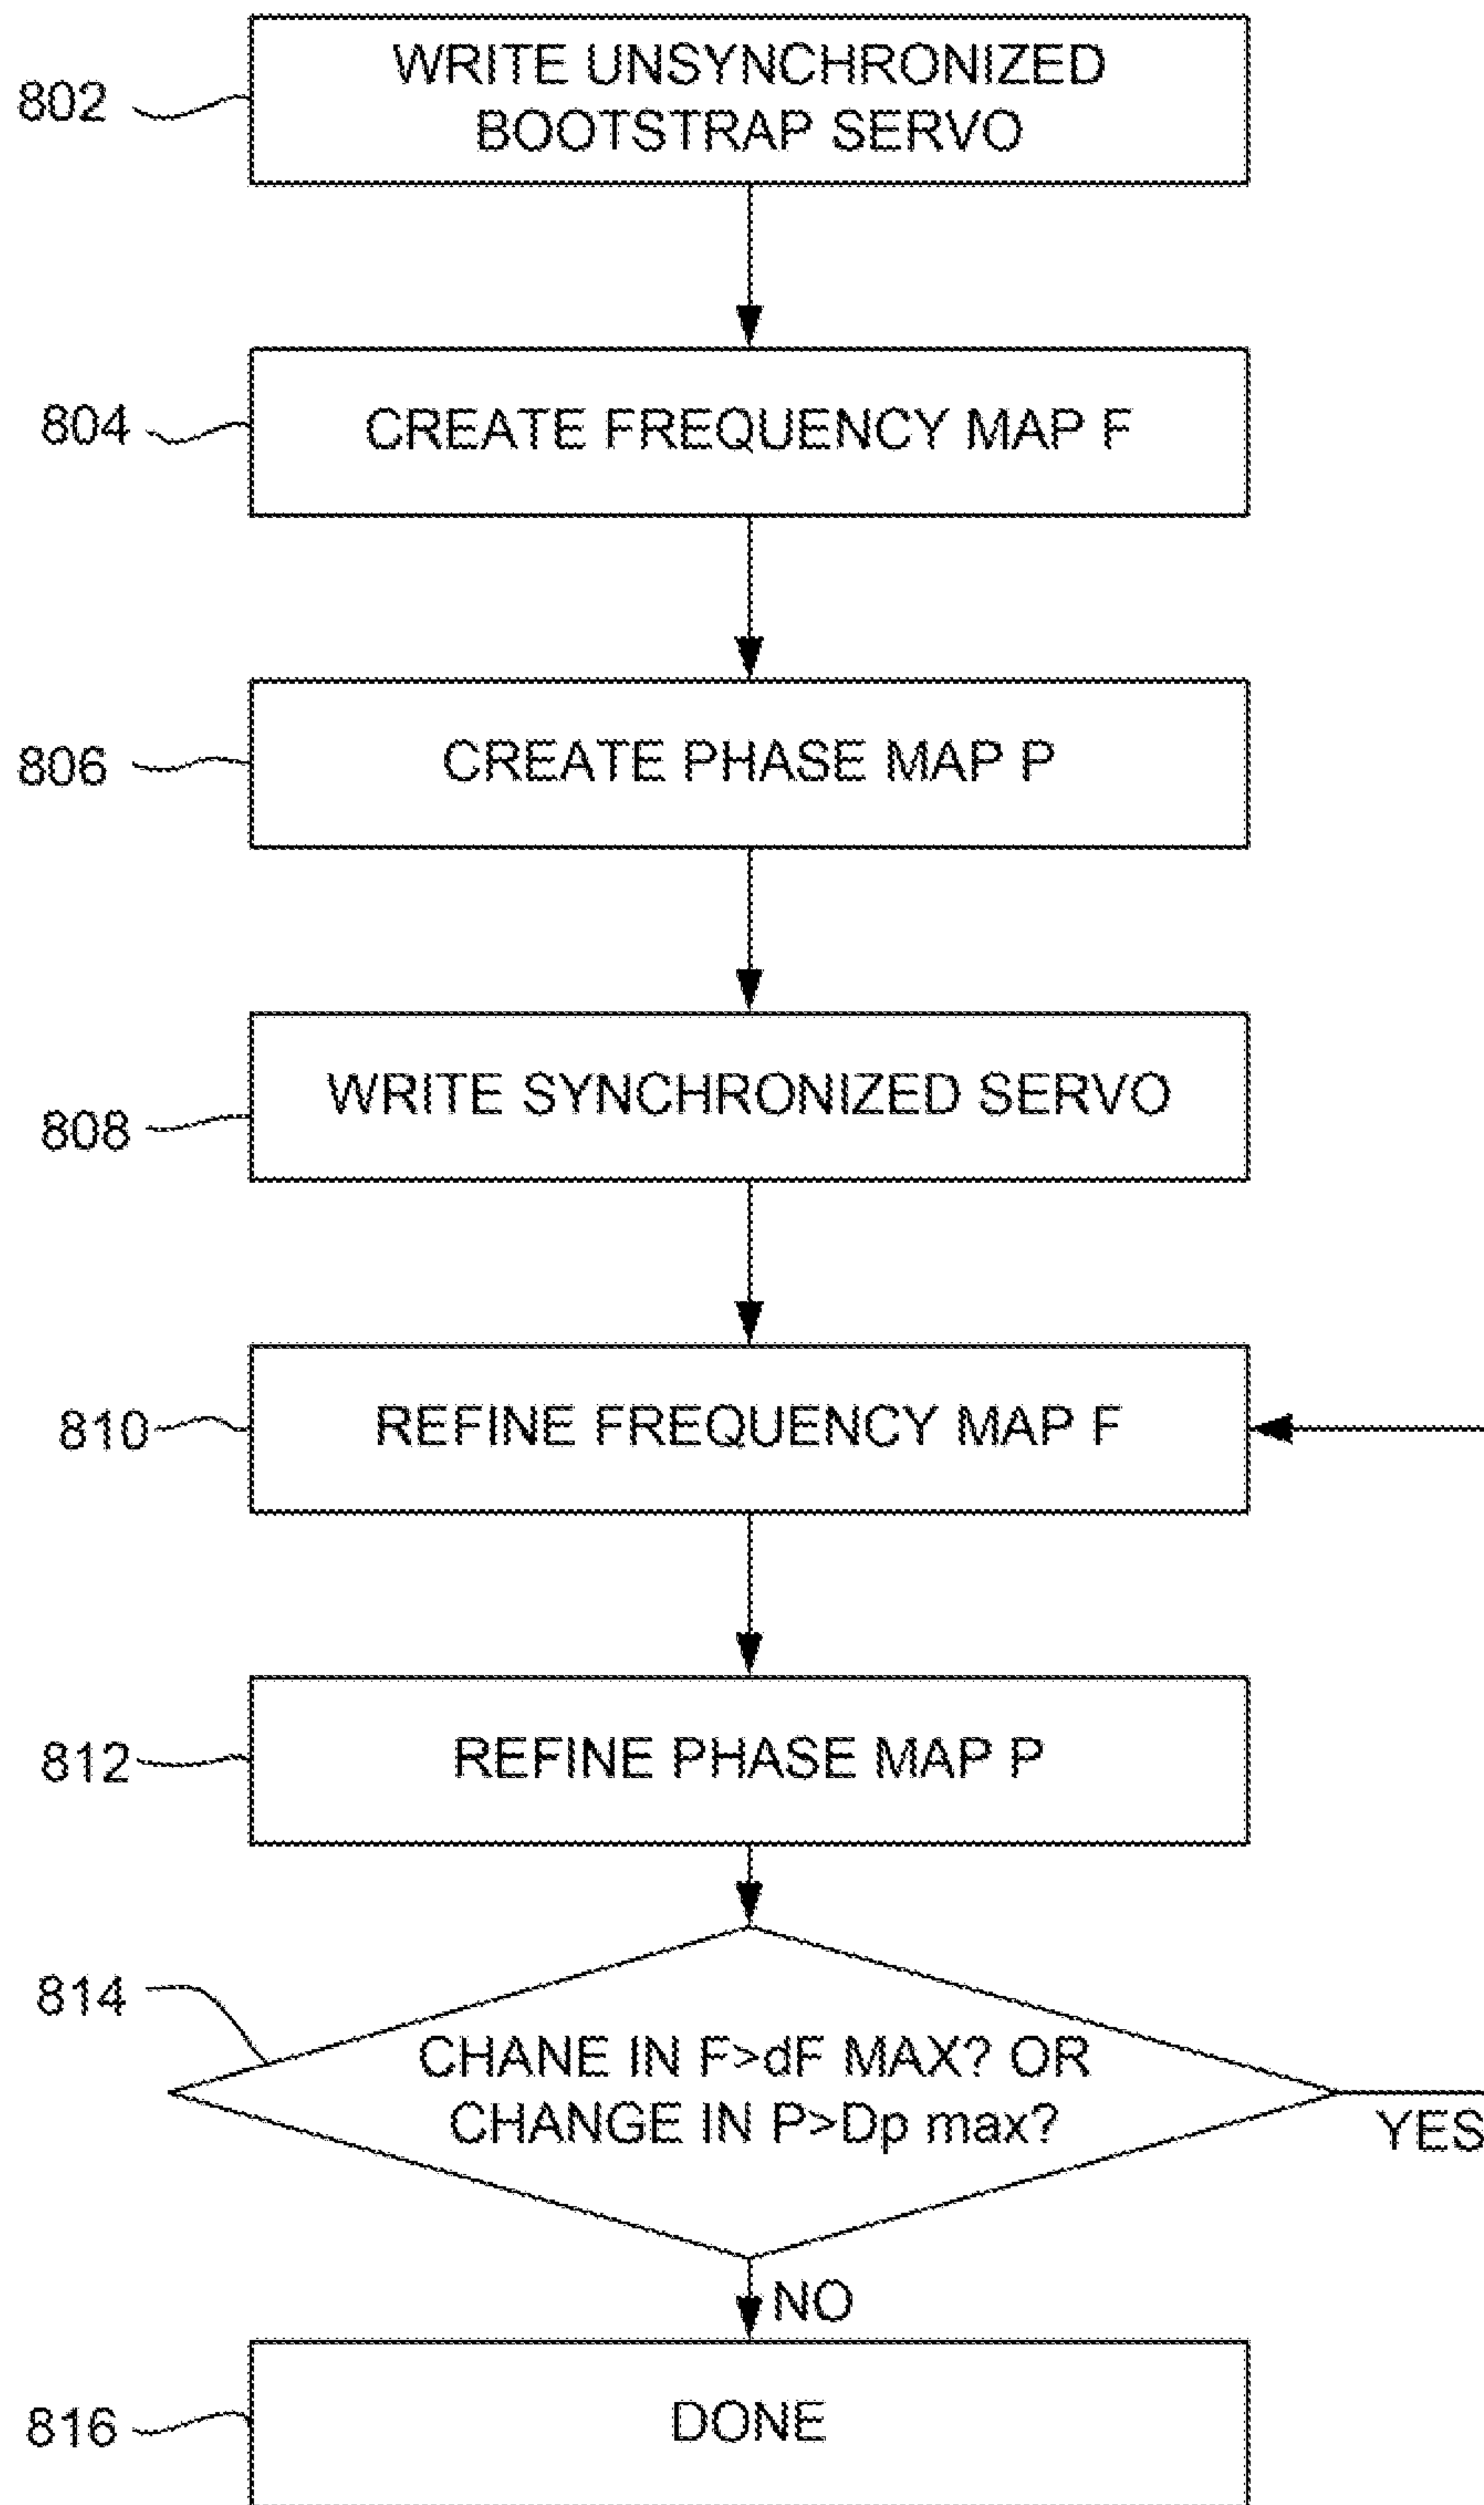 802
WRITE UNSYNCHRONIZED
BOOTSTRAP SERVO
804
CREATE FREQUENCY MAP F
806
CREATE PHASE MAP P
808
WRITE SYNCHRONIZED SERVO
810
REFINE FREQUENCY MAP F
812
REFINE PHASE MAP P
814
CHANE IN F>dF MAX? OR
CHANGE IN P>Dp max?
YES
NO
816
DONE